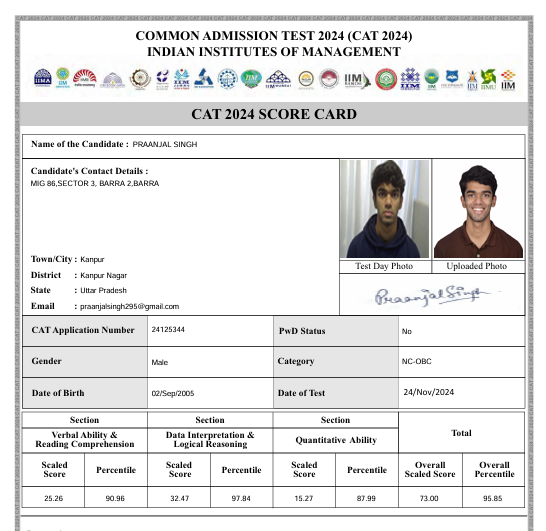 COMMON ADMISSION TEST 2024 (CAT 2024)
INDIAN INSTITUTES OF MANAGEMENT
CAT 2024 SCORE CARD
Name of the Candidate : PRAANJAL SINGH
Candidate's Contact Details :
MIG 86,SECTOR 3, BARRA 2,BARRA
Town/City : Kanpur
District : Kanpur Nagar
State : Uttar Pradesh
Email : praanjalsingh295@gmail.com
Test Day Photo Uploaded Photo
Praanjal Singh
CAT Application Number 24125344 PwD Status No
Gender Male Category NC-OBC
Date of Birth 02/Sep/2005 Date of Test 24/Nov/2024
Section Section Section Total
Verbal Ability & Reading Comprehension Data Interpretation & Logical Reasoning Quantitative Ability
Scaled Score Percentile Scaled Score Percentile Scaled Score Percentile Overall Scaled Score Overall Percentile
25.26 90.96 32.47 97.84 15.27 87.99 73.00 95.85